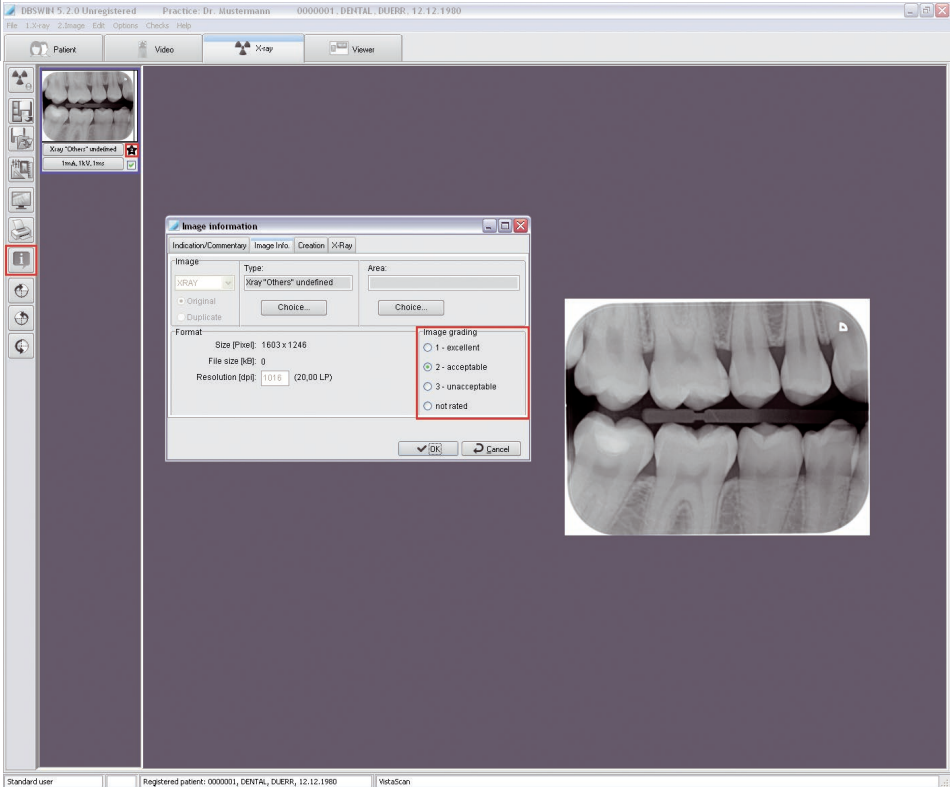 DBSWIN 5.2.0 Unregistered Practice: Dr. Mustermann 0000001, DENTAL, DUERR, 12.12.1980
File 1.X-ray 2.Image Edit Options Checks Help
Patient Video X-ray Viewer
Xray "Others" undefined
1mA, 1kV, 1ms
Image information
Indication/Commentary Image Info. Creation X-Ray
Image
Type:
Area:
XRAY
Xray "Others" undefined
Original
Duplicate
Choice...
Choice...
Format
Size [Pixel]: 1603 x 1246
File size [kB]: 0
Resolution [dpi]: 1016 (20,00 LP)
Image grading
1 - excellent
2 - acceptable
3 - unacceptable
not rated
OK Cancel
Standard user Registered patient: 0000001, DENTAL, DUERR, 12.12.1980 VistaScan